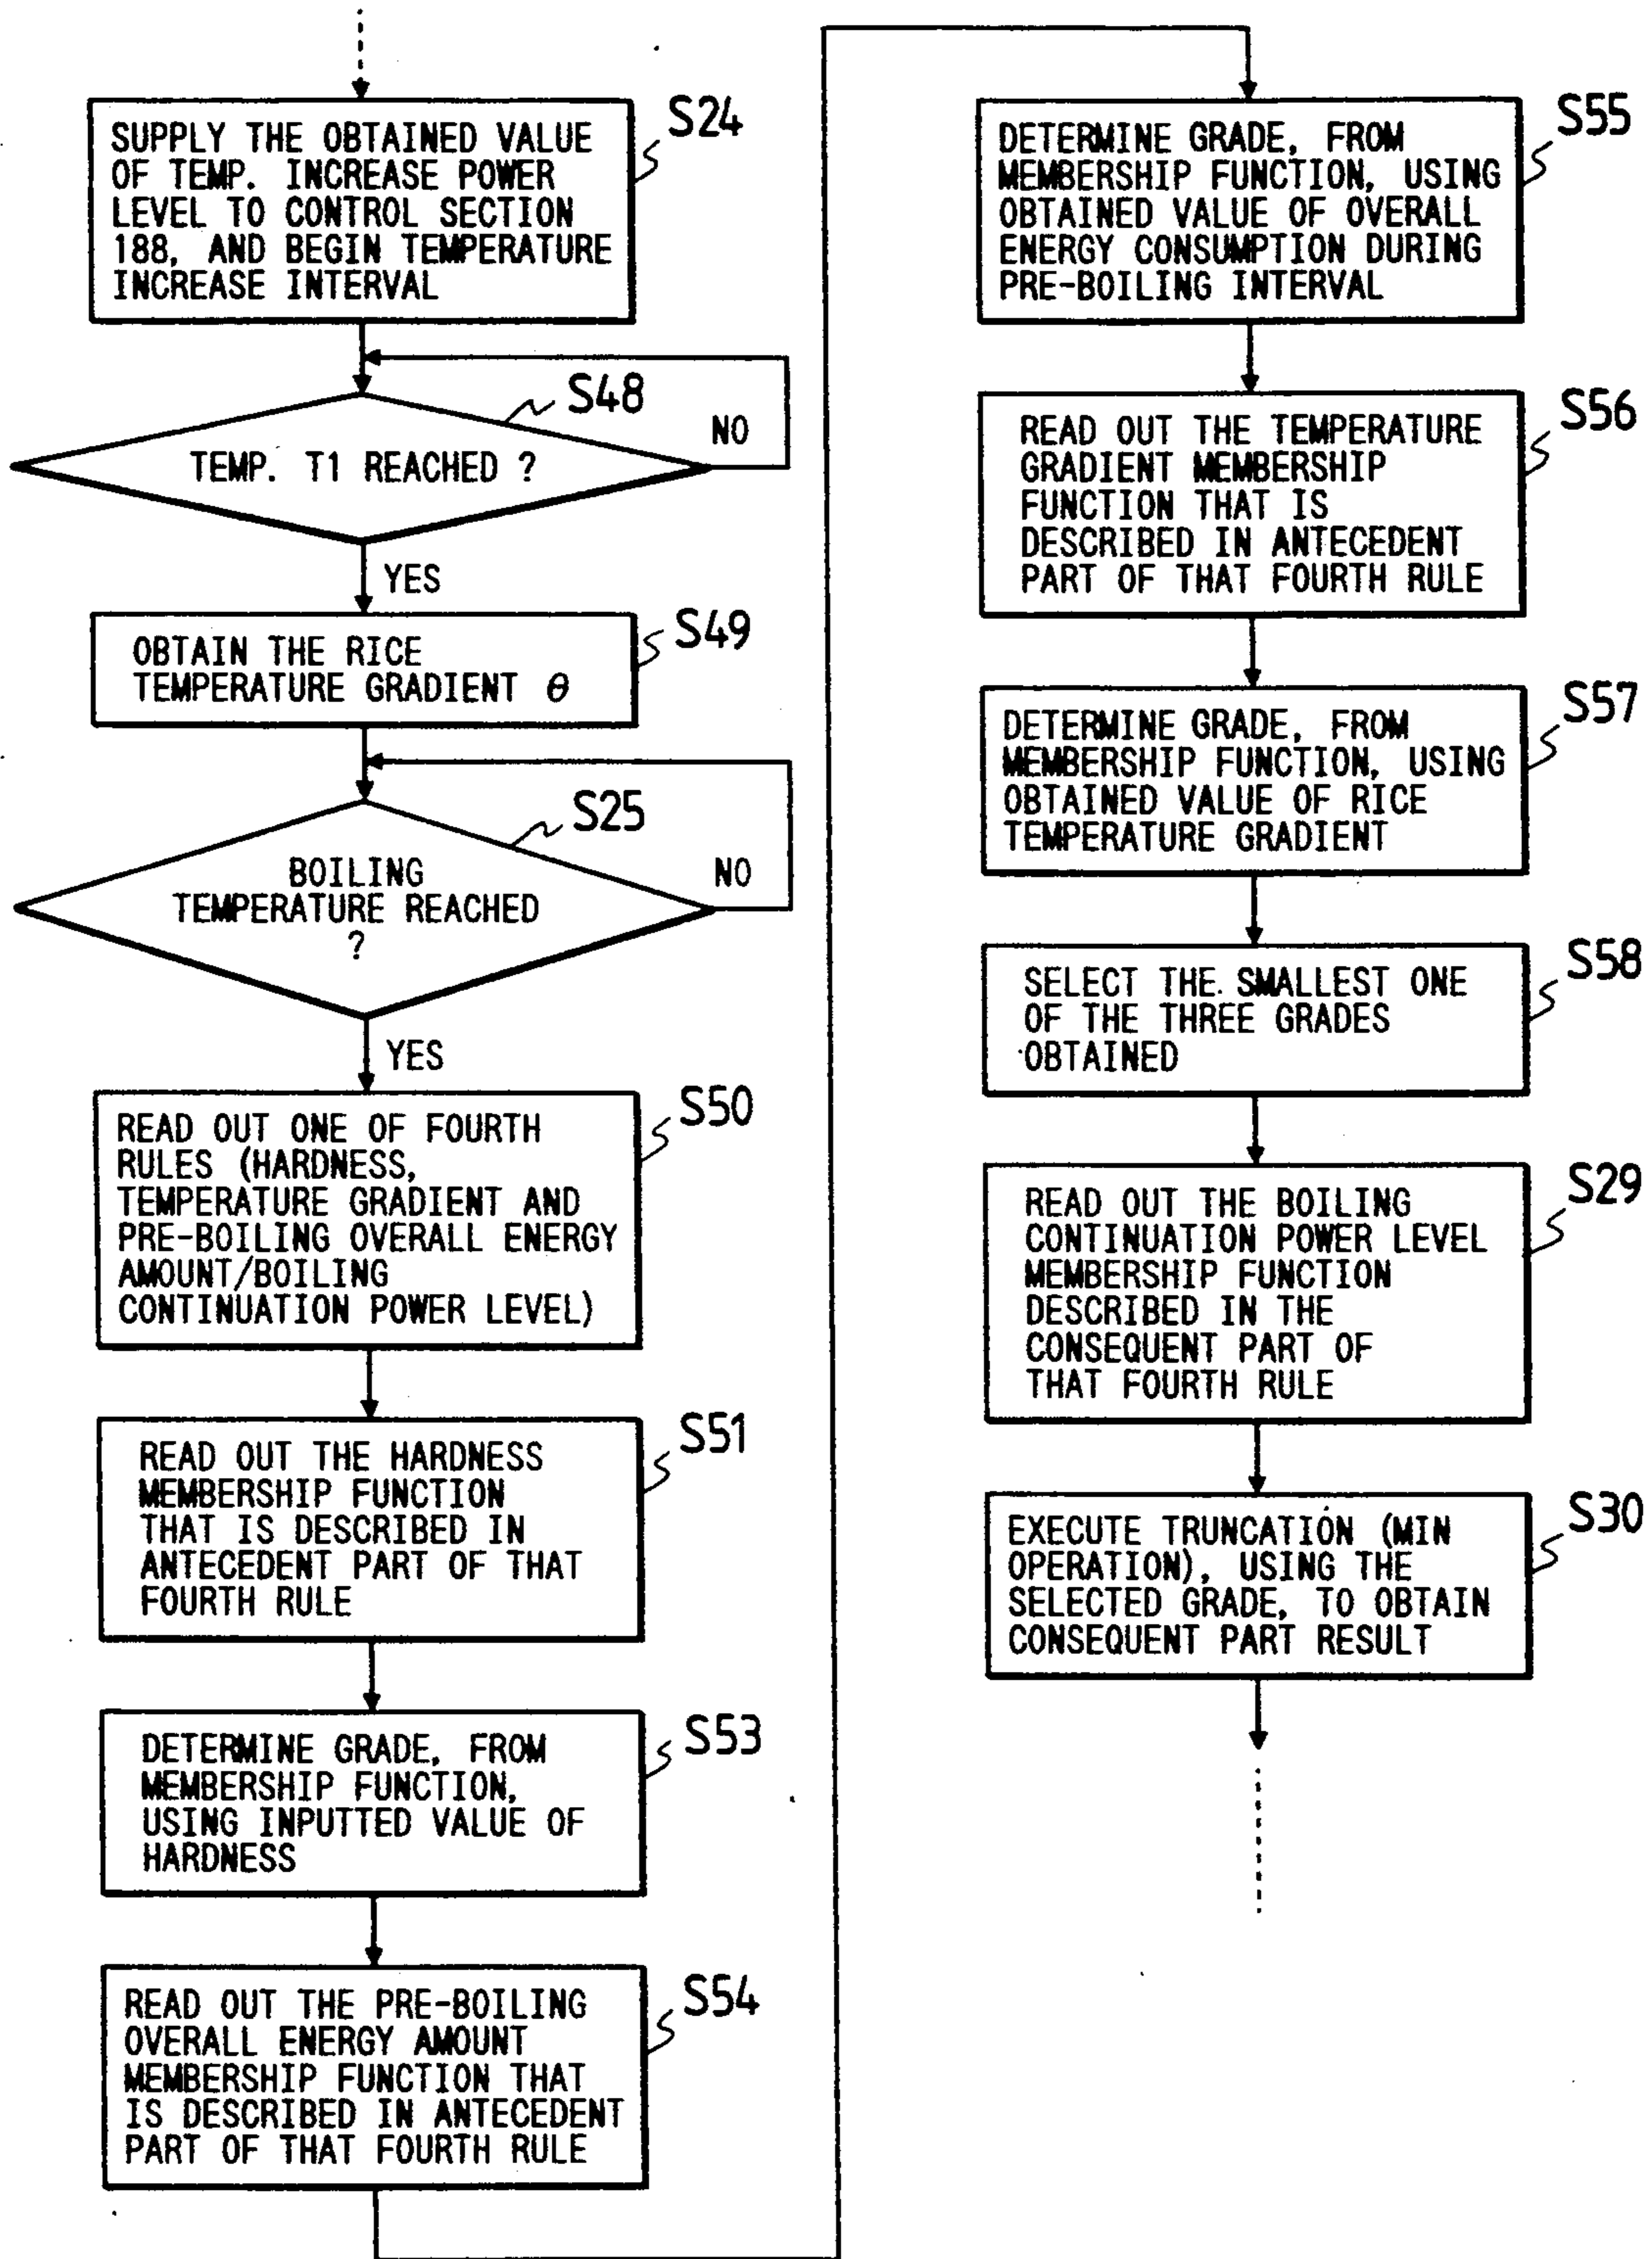 SUPPLY THE OBTAINED VALUE
OF TEMP. INCREASE POWER
LEVEL TO CONTROL SECTION
188, AND BEGIN TEMPERATURE
INCREASE INTERVAL
S24
S48
TEMP. T1 REACHED ?
NO
YES
OBTAIN THE RICE
TEMPERATURE GRADIENT θ
S49
S25
BOILING
TEMPERATURE REACHED
?
NO
YES
READ OUT ONE OF FOURTH
RULES (HARDNESS,
TEMPERATURE GRADIENT AND
PRE-BOILING OVERALL ENERGY
AMOUNT/BOILING
CONTINUATION POWER LEVEL)
S50
READ OUT THE HARDNESS
MEMBERSHIP FUNCTION
THAT IS DESCRIBED IN
ANTECEDENT PART OF THAT
FOURTH RULE
S51
DETERMINE GRADE, FROM
MEMBERSHIP FUNCTION,
USING INPUTTED VALUE OF
HARDNESS
S53
READ OUT THE PRE-BOILING
OVERALL ENERGY AMOUNT
MEMBERSHIP FUNCTION THAT
IS DESCRIBED IN ANTECEDENT
PART OF THAT FOURTH RULE
S54
DETERMINE GRADE, FROM
MEMBERSHIP FUNCTION, USING
OBTAINED VALUE OF OVERALL
ENERGY CONSUMPTION DURING
PRE-BOILING INTERVAL
S55
READ OUT THE TEMPERATURE
GRADIENT MEMBERSHIP
FUNCTION THAT IS
DESCRIBED IN ANTECEDENT
PART OF THAT FOURTH RULE
S56
DETERMINE GRADE, FROM
MEMBERSHIP FUNCTION, USING
OBTAINED VALUE OF RICE
TEMPERATURE GRADIENT
S57
SELECT THE SMALLEST ONE
OF THE THREE GRADES
OBTAINED
S58
READ OUT THE BOILING
CONTINUATION POWER LEVEL
MEMBERSHIP FUNCTION
DESCRIBED IN THE
CONSEQUENT PART OF
THAT FOURTH RULE
S29
EXECUTE TRUNCATION (MIN
OPERATION), USING THE
SELECTED GRADE, TO OBTAIN
CONSEQUENT PART RESULT
S30